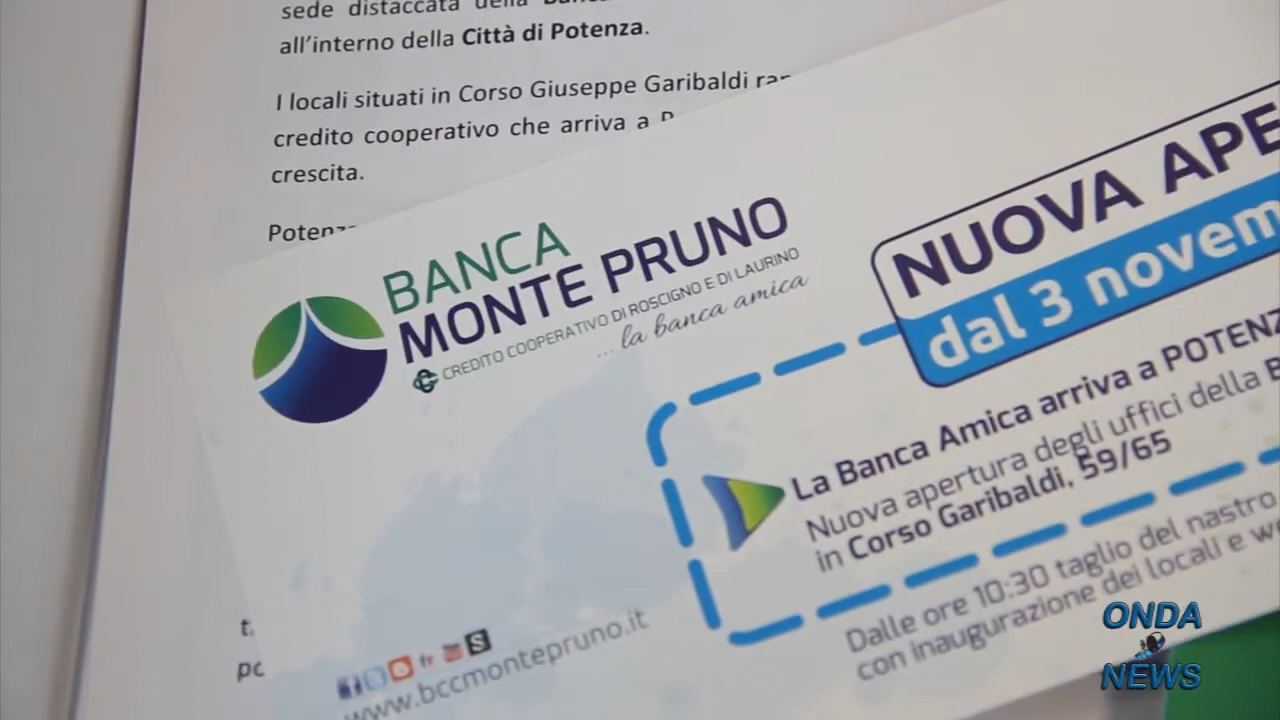 sede distaccata della
all'interno della Città di Potenza.
I locali situati in Corso Giuseppe Garibaldi
credito cooperativo che arriva a
crescita.
BANCA
MONTE PRUNO
CREDITO COOPERATIVO DI ROSCIGNO E DI LAURINO
... la banca amica
NUOVA APE
dal 3 novem
La Banca Amica arriva a POTENZ
Nuova apertura degli uffici della B
in Corso Garibaldi, 59/65
Dalle ore 10:30 taglio del nastro
con inaugurazione dei locali e
www.bccmontepruno.it
ONDA
NEWS